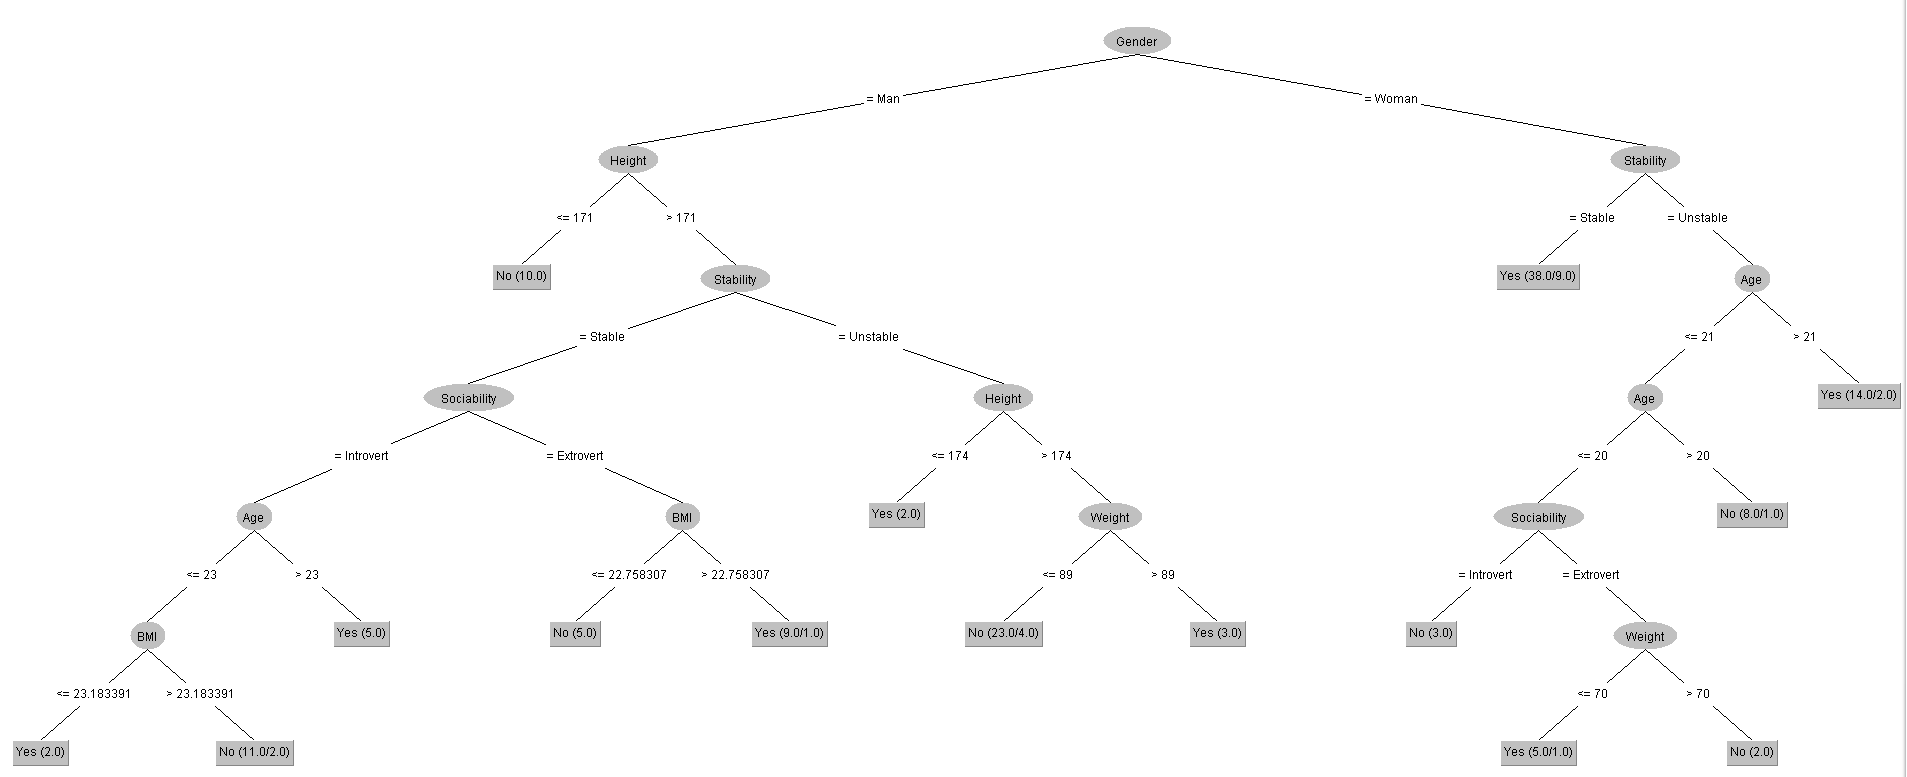 Gender
= Man
= Woman
Height
Stability
<= 171
> 171
= Stable
= Unstable
No (10.0)
Stability
Yes (38.0/9.0)
Age
= Stable
= Unstable
<= 21
> 21
Sociability
Height
Age
Yes (14.0/2.0)
= Introvert
= Extrovert
<= 174
> 174
<= 20
> 20
Age
BMI
Yes (2.0)
Weight
Sociability
No (8.0/1.0)
<= 23
> 23
<= 22.758307
> 22.758307
<= 89
> 89
= Introvert
= Extrovert
BMI
Yes (5.0)
No (5.0)
Yes (9.0/1.0)
No (23.0/4.0)
Yes (3.0)
No (3.0)
Weight
<= 23.183391
> 23.183391
<= 70
> 70
Yes (2.0)
No (11.0/2.0)
Yes (5.0/1.0)
No (2.0)